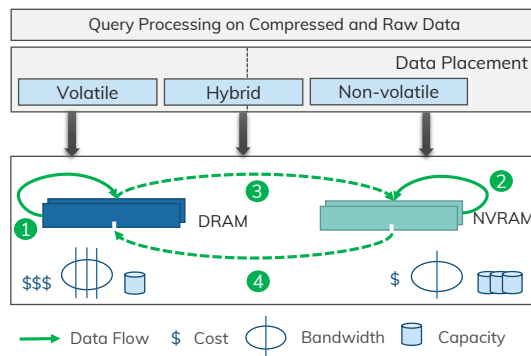 Query Processing on Compressed and Raw Data
Data Placement
Volatile Hybrid Non-volatile
3
2
1
DRAM NVRAM
4
$$$ $
Data Flow $ Cost Bandwidth Capacity